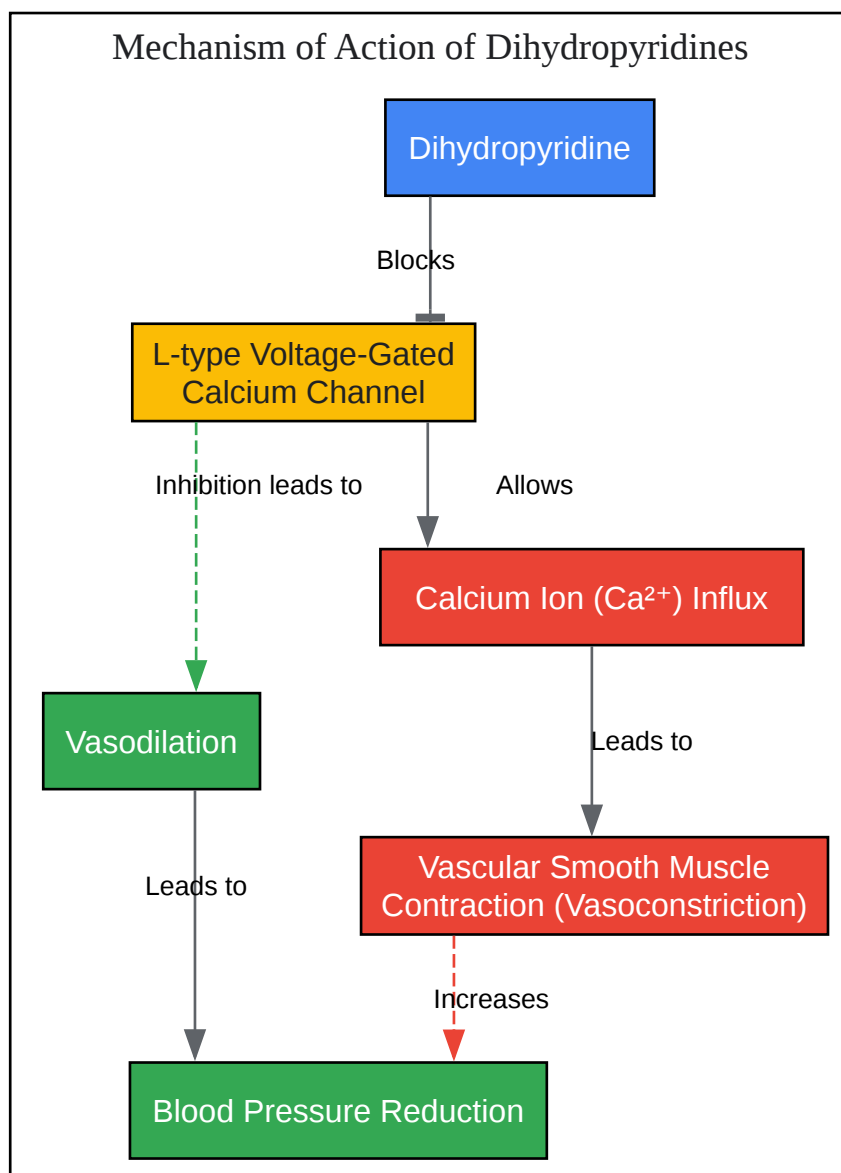 Mechanism of Action of Dihydropyridines
Dihydropyridine
Blocks
L-type Voltage-Gated
Calcium Channel
Inhibition leads to
Allows
Calcium Ion (Ca²⁺) Influx
Vasodilation
Leads to
Vascular Smooth Muscle
Contraction (Vasoconstriction)
Leads to
Increases
Blood Pressure Reduction